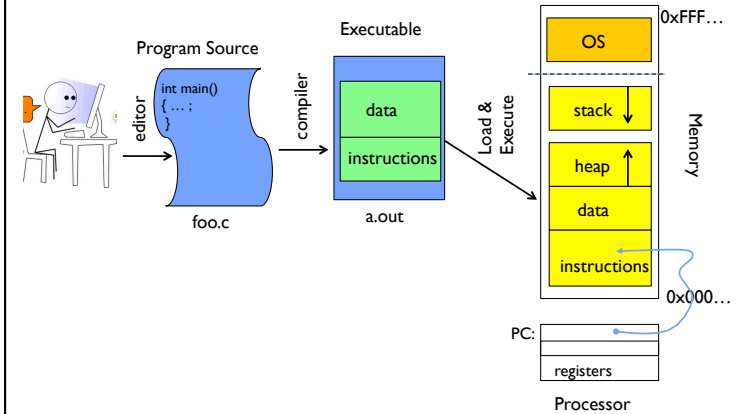 Program Source
int main()
{ … ;
}
editor
foo.c
compiler
Executable
data
instructions
a.out
Load &
Execute
0xFFF…
OS
stack
heap
data
instructions
Memory
0x000…
PC:
registers
Processor